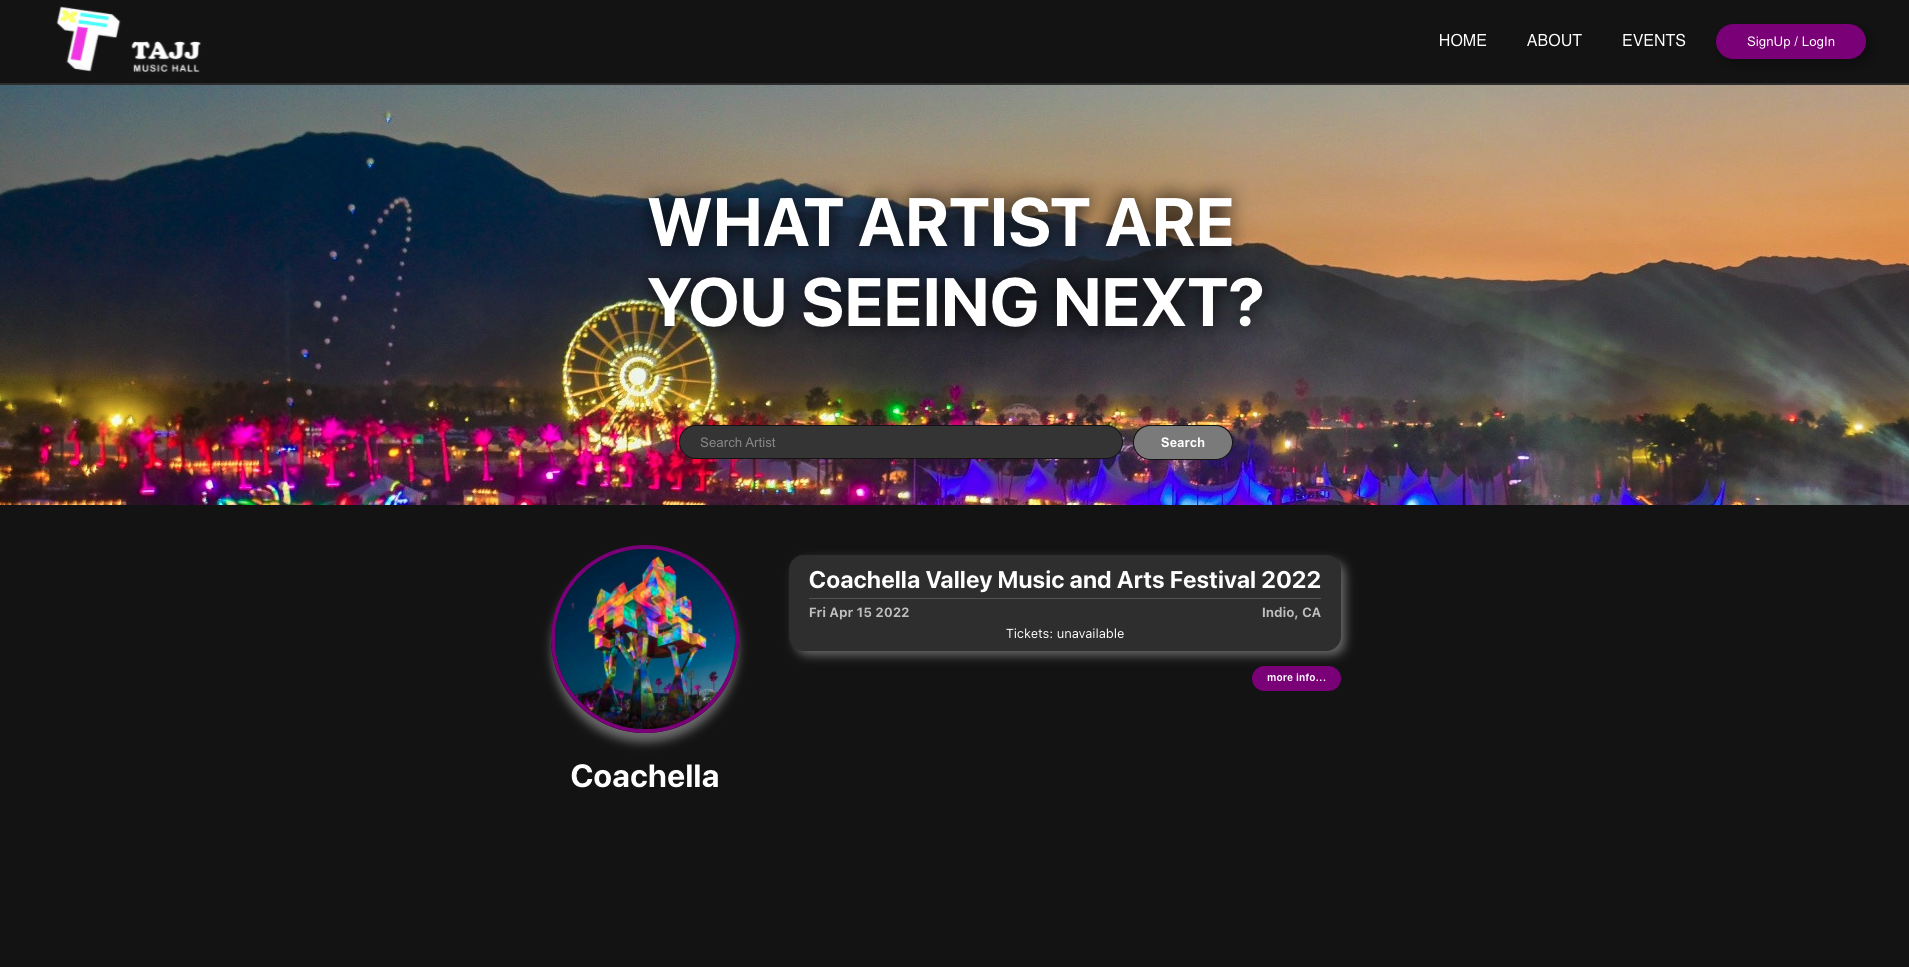 TAJJ
MUSIC HALL
HOME
ABOUT
EVENTS
SignUp / LogIn
WHAT ARTIST ARE
YOU SEEING NEXT?
Search Artist
Search
Coachella Valley Music and Arts Festival 2022
Fri Apr 15 2022
Indio, CA
Tickets: unavailable
more info...
Coachella